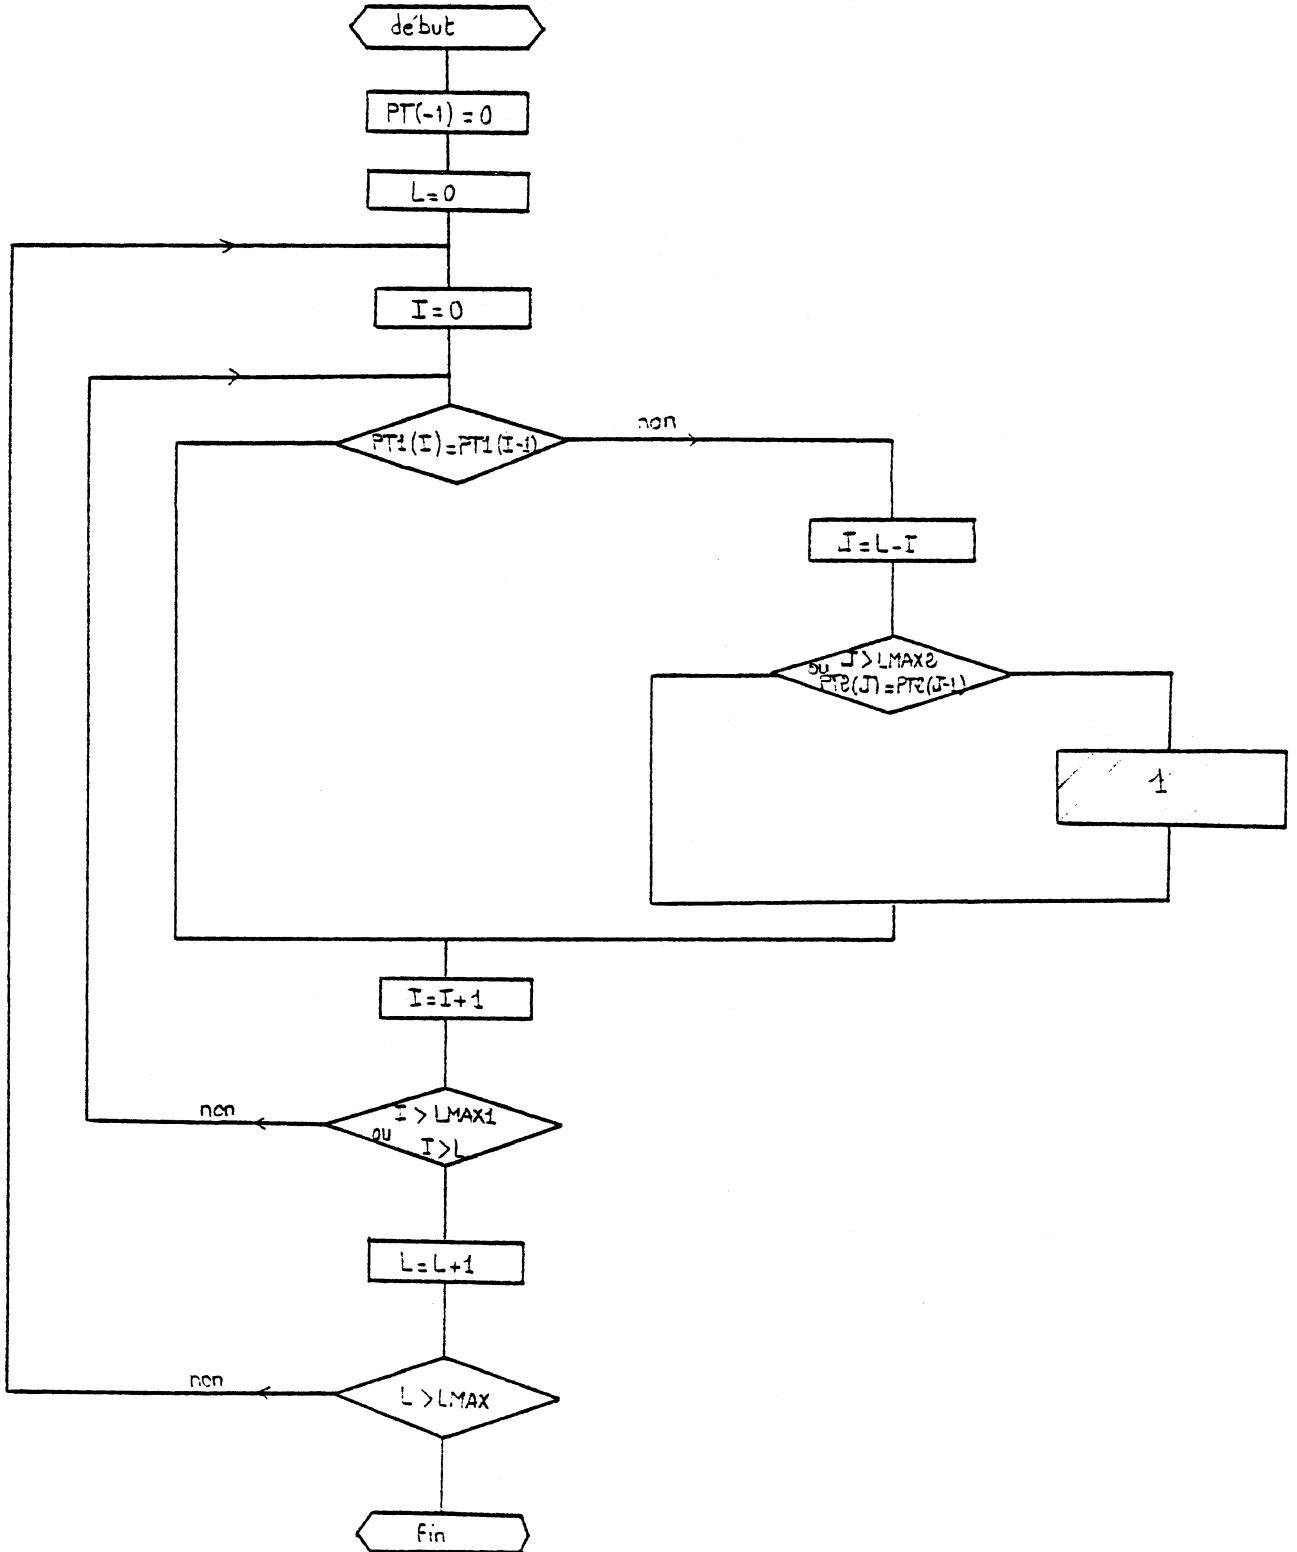 début
PT(-1) = 0
L = 0
I = 0
PT1(I) = PT1(I-1)
non
J = L - I
J > LMAX2
ou
PT2(J) = PT2(J-1)
1
I = I + 1
I > LMAX1
ou
I > L
non
L = L + 1
L > LMAX
non
fin